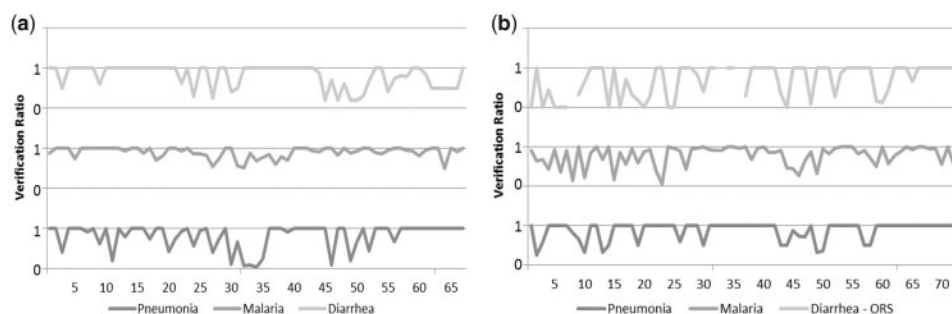 (a)
Verification Ratio
1
0
1
0
1
0
5 10 15 20 25 30 35 40 45 50 55 60 65
Pneumonia Malaria Diarrhea
(b)
Verification Ratio
1
0
1
0
1
0
5 10 15 20 25 30 35 40 45 50 55 60 65 70
Pneumonia Malaria Diarrhea - ORS